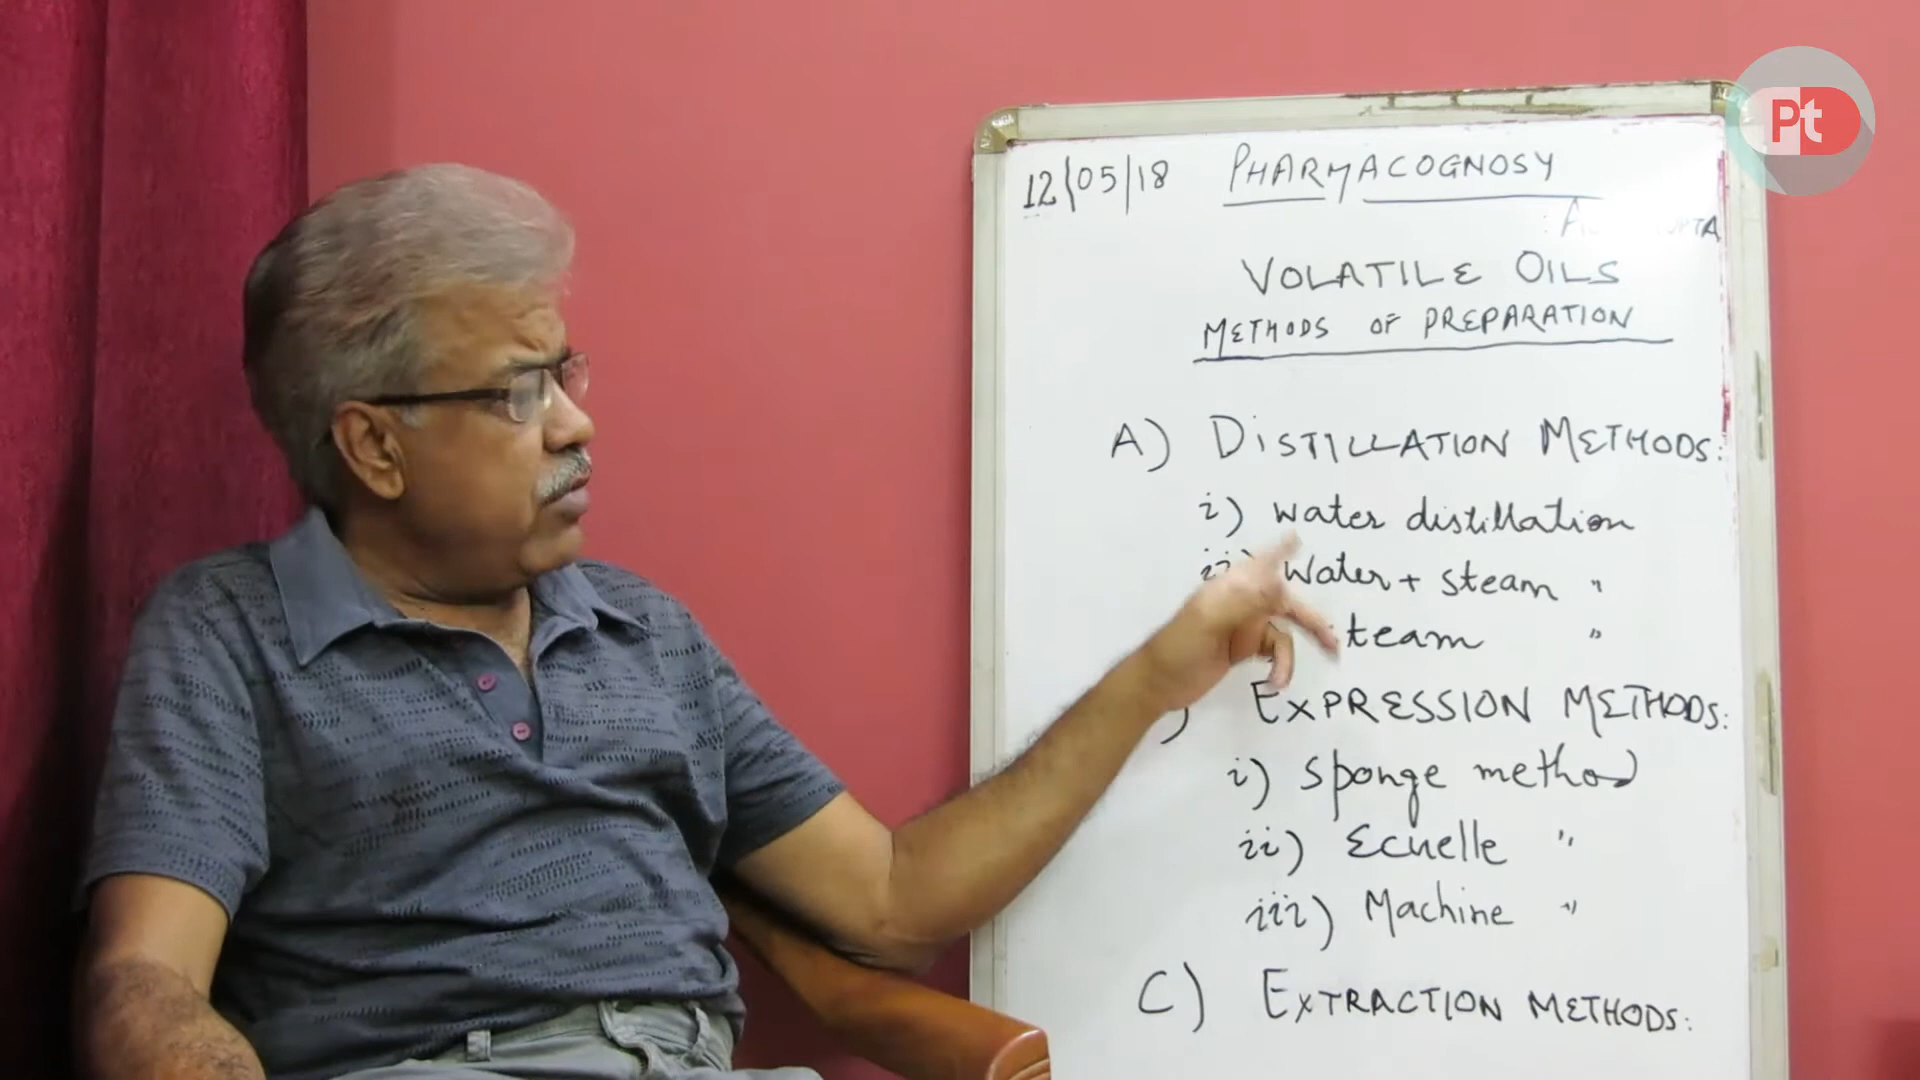 Pt
12/05/18 PHARMACOGNOSY
VOLATILE OILS
METHODS OF PREPARATION
A) DISTILLATION METHODS:
i) water distillation
ii) Water + steam "
team "
) EXPRESSION METHODS:
i) Sponge method
ii) Ecuelle "
iii) Machine "
C) EXTRACTION METHODS: